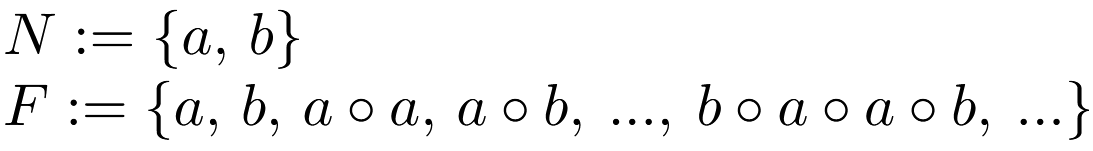 N := {a, b}
F := {a, b, a ∘ a, a ∘ b, ..., b ∘ a ∘ a ∘ b, ...}